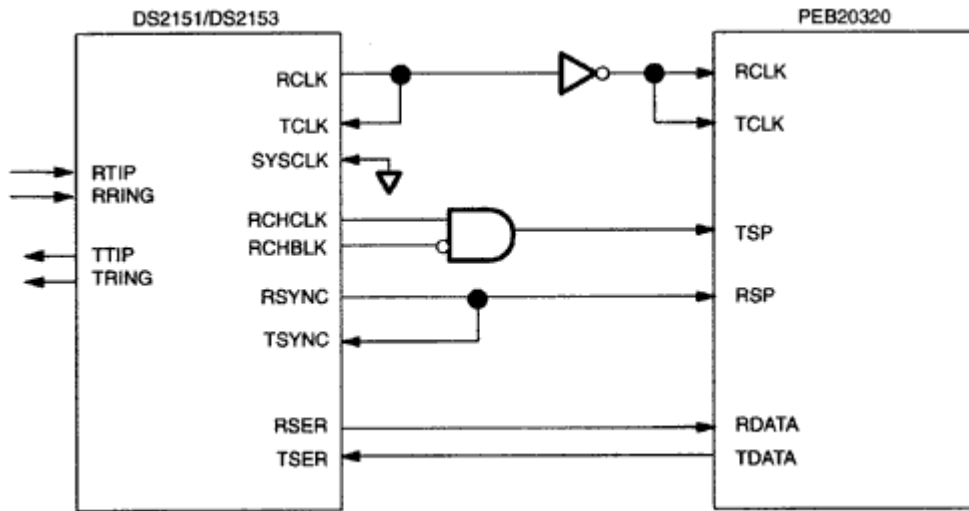 DS2151/DS2153
PEB20320
RCLK
RCLK
TCLK
TCLK
SYSCLK
RTIP
RRING
RCHCLK
RCHBLK
TSP
TTIP
TRING
RSYNC
RSP
TSYNC
RSER
RDATA
TSER
TDATA